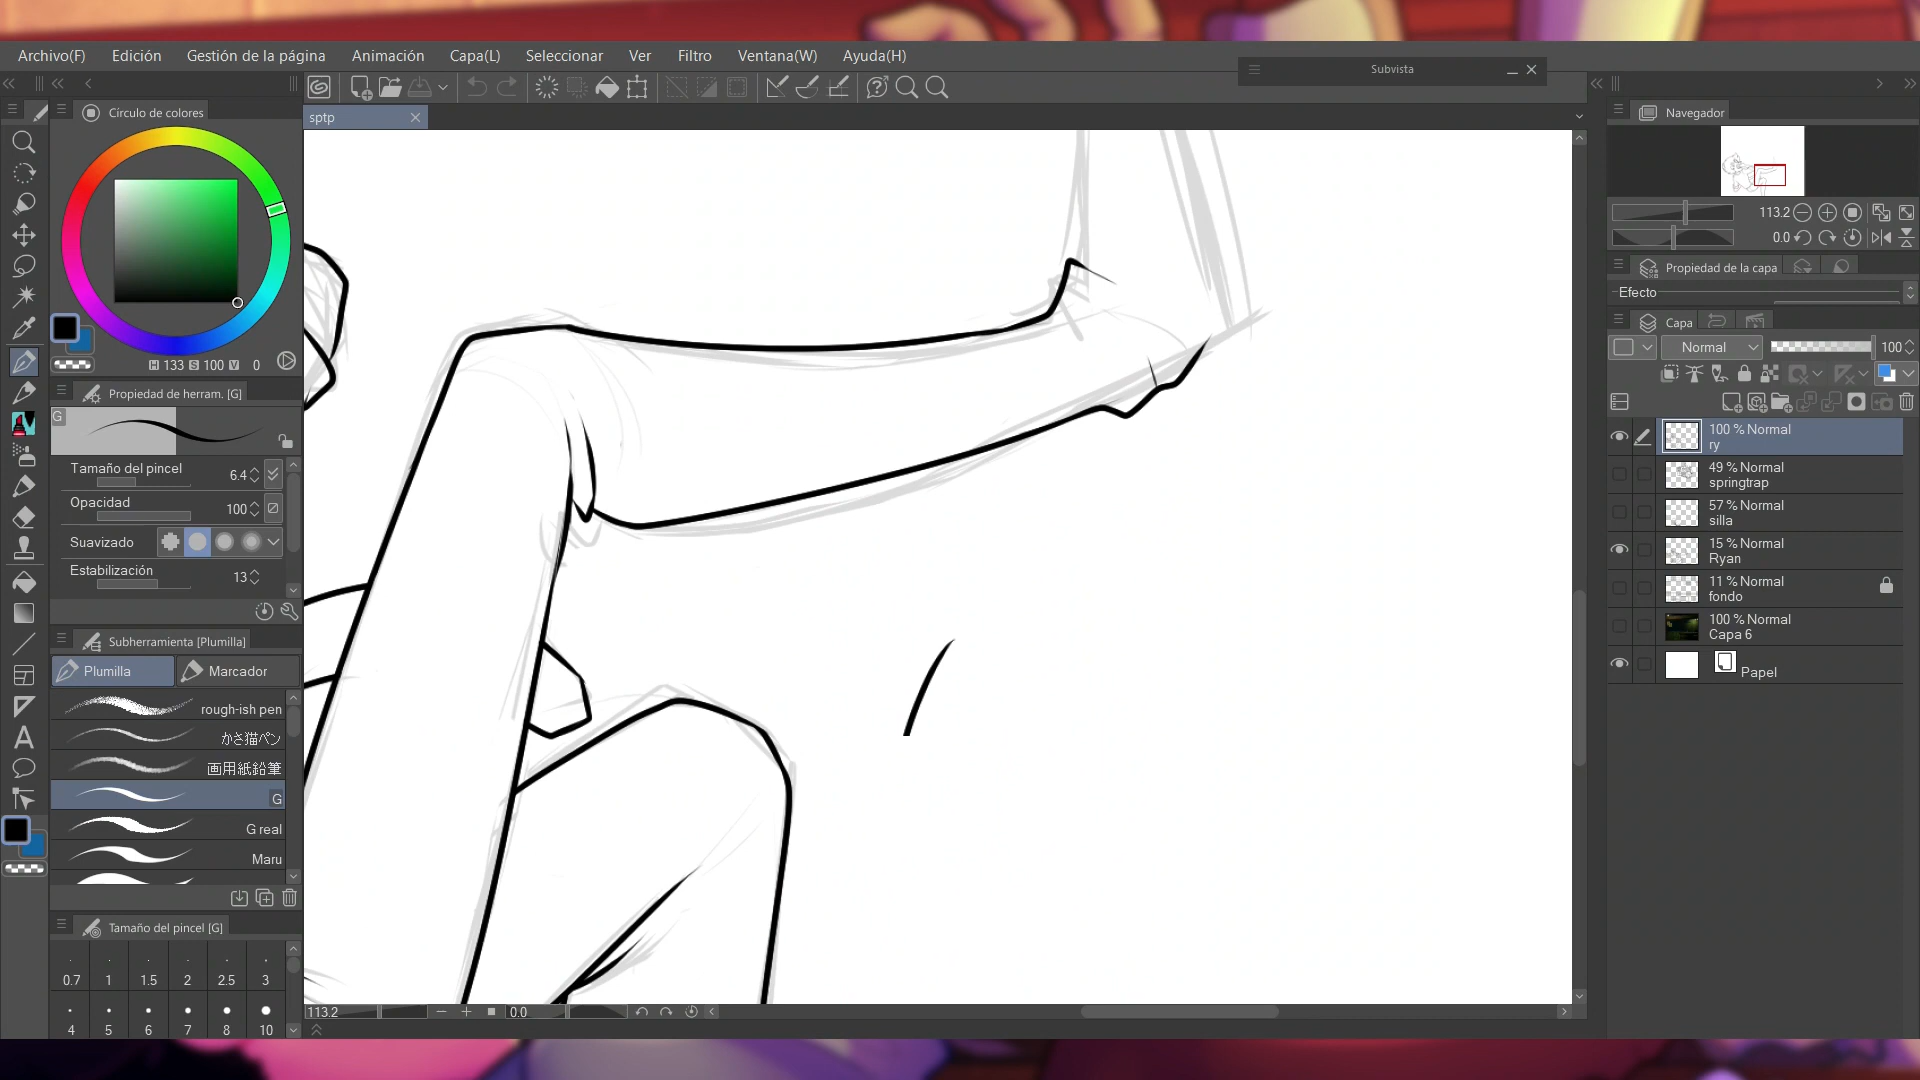 Archivo(F) Edición Gestión de la página Animación Capa(L) Seleccionar Ver Filtro Ventana(W) Ayuda(H)
Subvista
sptp
Círculo de colores
H 133 S 100 V 0
Propiedad de herram. [G]
G
Tamaño del pincel 6.4
Opacidad 100
Suavizado
Estabilización 13
Subherramienta [Plumilla]
Plumilla Marcador
rough-ish pen
かさ猫ペン
画用紙鉛筆
G
G real
Maru
Tamaño del pincel [G]
0.7 1 1.5 2 2.5 3
4 5 6 7 8 10
113.2 0.0
Navegador
113.2
0.0
Propiedad de la capa
Efecto
Capa
Normal 100
100 % Normal
ry
49 % Normal
springtrap
57 % Normal
silla
15 % Normal
Ryan
11 % Normal
fondo
100 % Normal
Capa 6
Papel